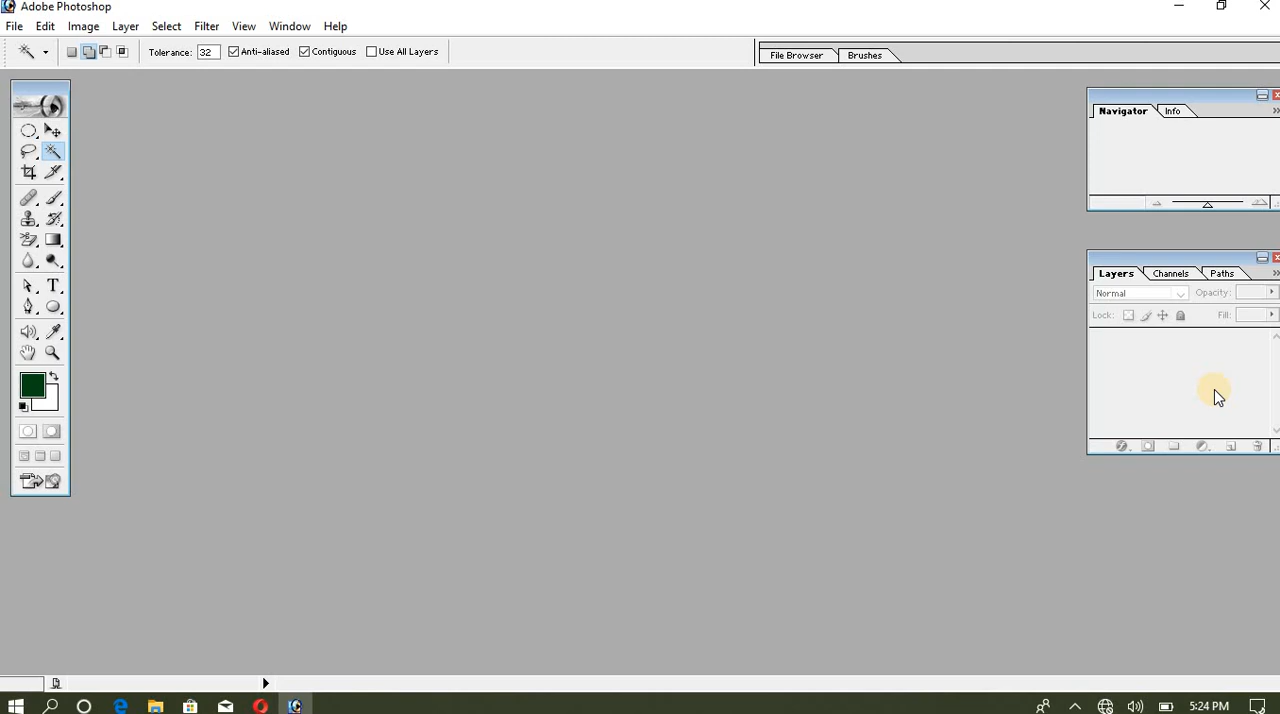 Adobe Photoshop
File Edit Image Layer Select Filter View Window Help
Tolerance: 32 Anti-aliased Contiguous Use All Layers File Browser Brushes
Navigator Info
Layers Channels Paths
Normal Opacity:
Lock: Fill:
T
5:24 PM